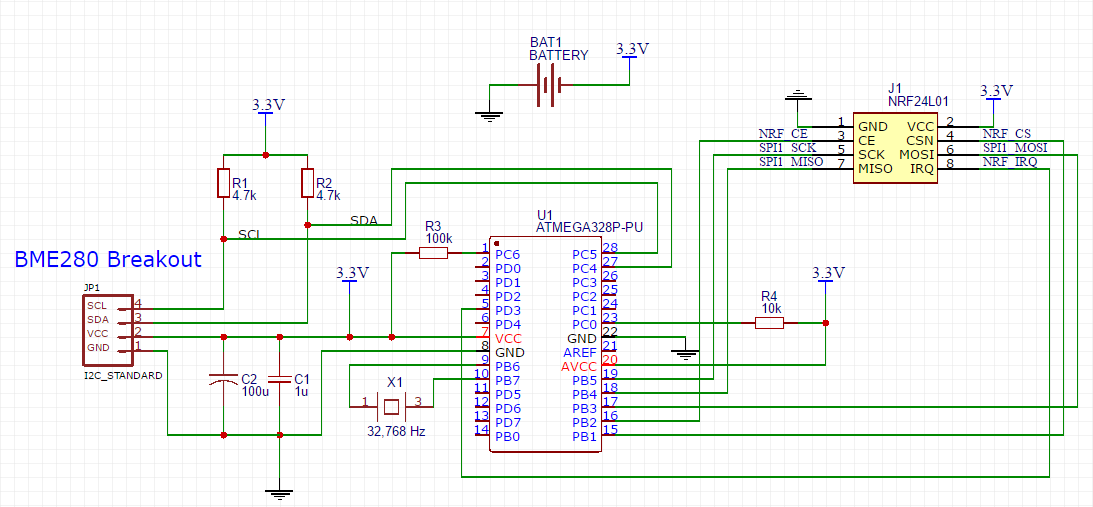 BAT1
BATTERY
3.3V
J1
NRF24L01
3.3V
3.3V
1 GND VCC 2
NRF_CE 3 CE CSN 4 NRF_CS
SPI1_SCK 5 SCK MOSI 6 SPI1_MOSI
SPI1_MISO 7 MISO IRQ 8 NRF_IRQ
R1
4.7k
R2
4.7k
SDA
SCL
R3
100k
U1
ATMEGA328P-PU
BME280 Breakout
3.3V
3.3V
JP1
SCL 4
SDA 3
VCC 2
GND 1
I2C_STANDARD
R4
10k
1 PC6 PC5 28
2 PD0 PC4 27
3 PD1 PC3 26
4 PD2 PC2 25
5 PD3 PC1 24
6 PD4 PC0 23
7 VCC GND 22
8 GND AREF 21
9 PB6 AVCC 20
10 PB7 PB5 19
11 PD5 PB4 18
12 PD6 PB3 17
13 PD7 PB2 16
14 PB0 PB1 15
C2
100u
C1
1u
X1
1 3
32,768 Hz